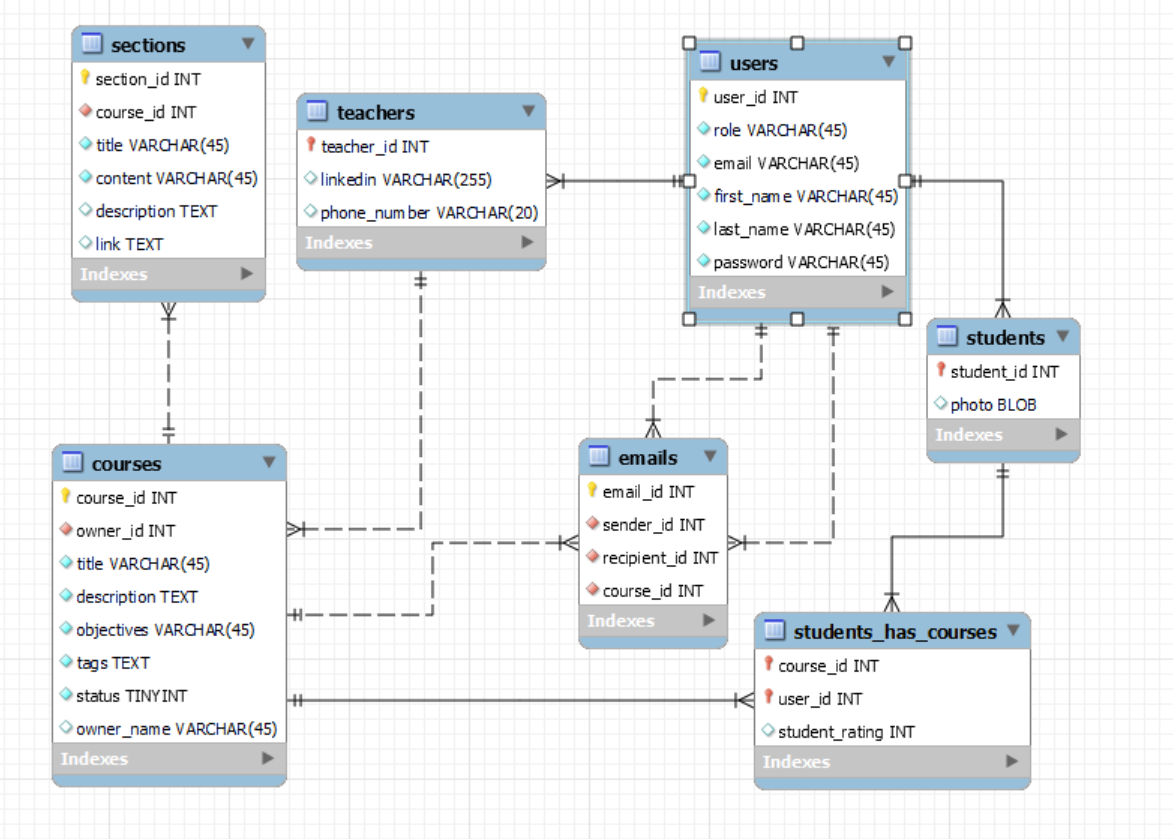 sections
section_id INT
course_id INT
title VARCHAR(45)
content VARCHAR(45)
description TEXT
link TEXT
Indexes
teachers
teacher_id INT
linkedin VARCHAR(255)
phone_number VARCHAR(20)
Indexes
users
user_id INT
role VARCHAR(45)
email VARCHAR(45)
first_name VARCHAR(45)
last_name VARCHAR(45)
password VARCHAR(45)
Indexes
students
student_id INT
photo BLOB
Indexes
courses
course_id INT
owner_id INT
title VARCHAR(45)
description TEXT
objectives VARCHAR(45)
tags TEXT
status TINYINT
owner_name VARCHAR(45)
Indexes
emails
email_id INT
sender_id INT
recipient_id INT
course_id INT
Indexes
students_has_courses
course_id INT
user_id INT
student_rating INT
Indexes